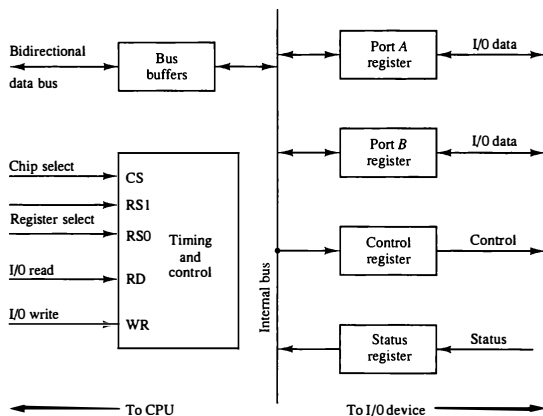 Bidirectional
data bus
Bus
buffers
Port A
register
I/0 data
Port B
register
I/0 data
Chip select
CS
RS1
Register select
RS0
Timing
and
control
I/0 read
RD
I/0 write
WR
Internal bus
Control
register
Control
Status
register
Status
To CPU
To I/0 device